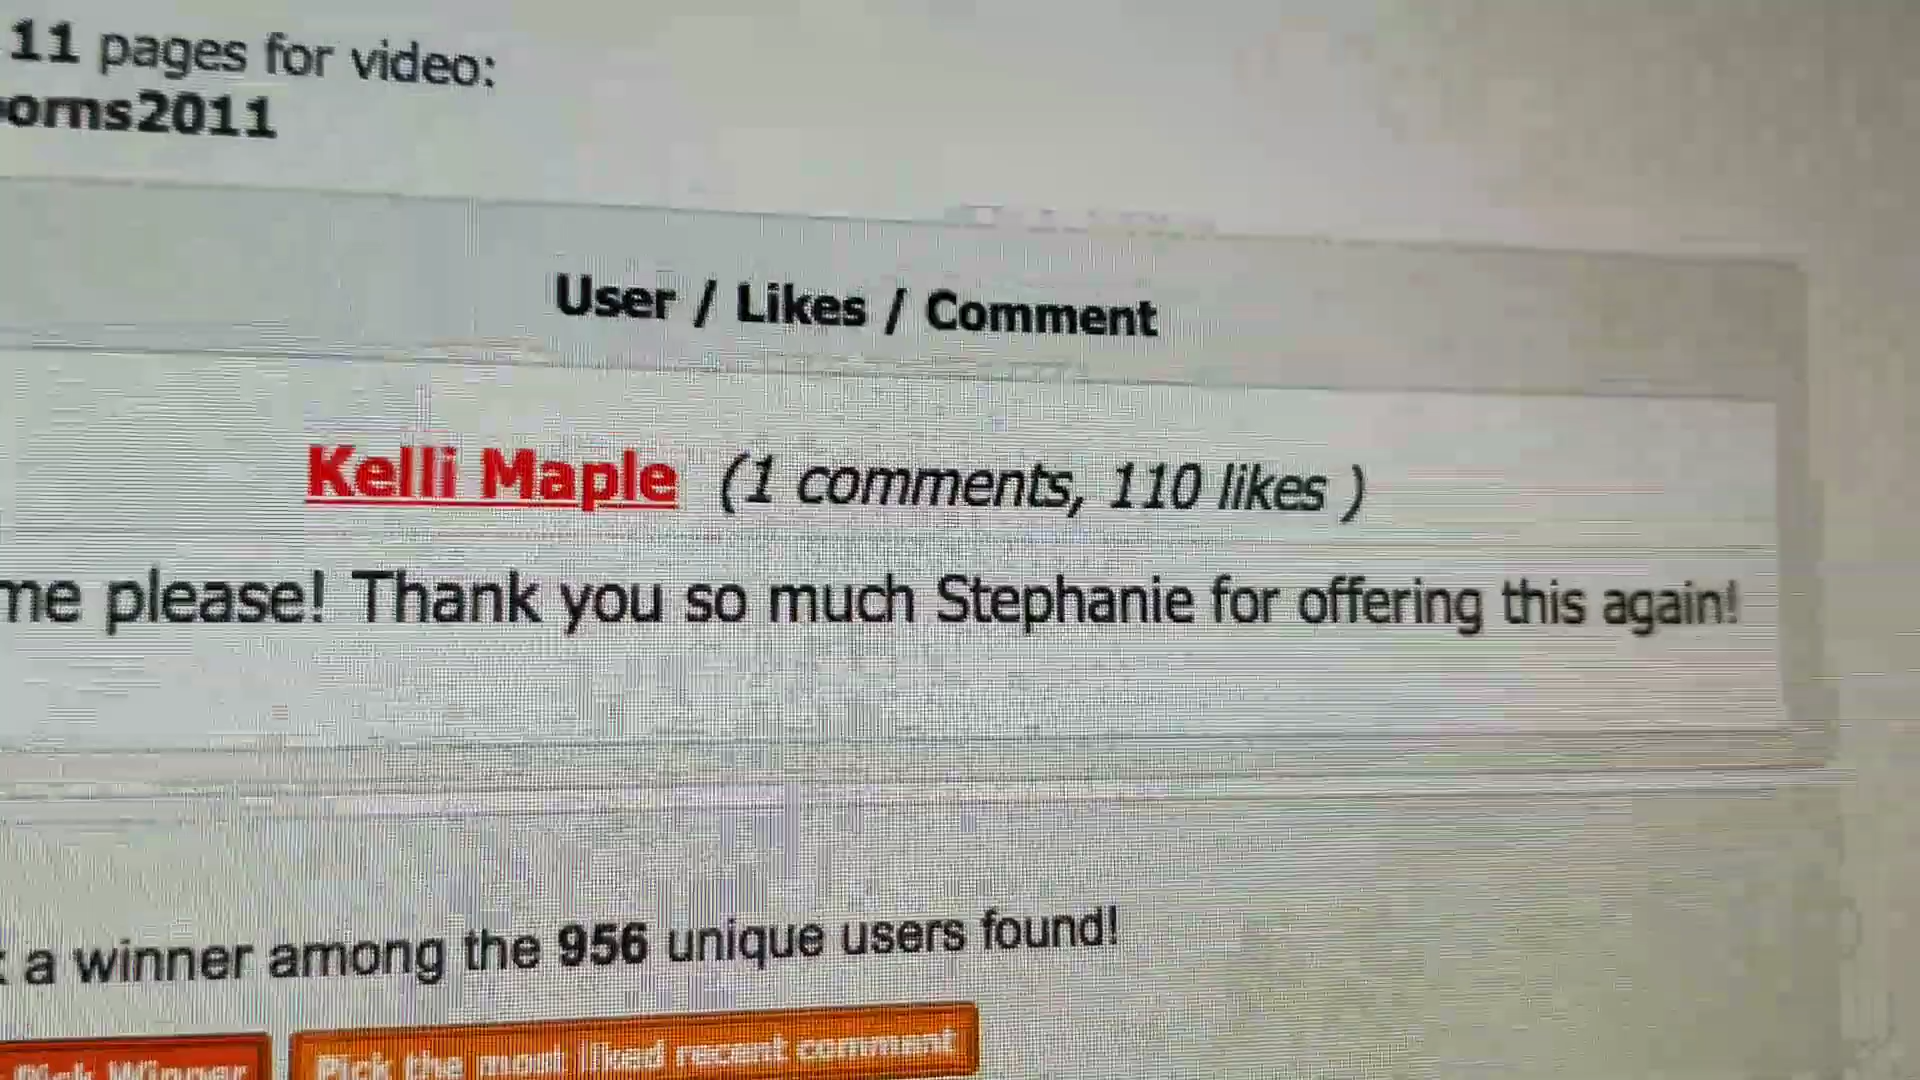 11 pages for video:
orns2011
User / Likes / Comment
Kelli Maple (1 comments, 110 likes )
me please! Thank you so much Stephanie for offering this again!
a winner among the 956 unique users found!
Pick Winner Pick the most liked recent comment